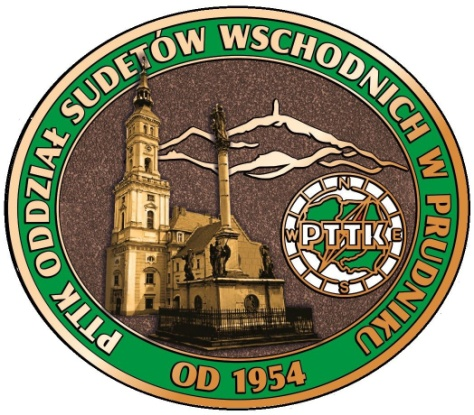 PTTK ODDZIAŁ SUDETÓW WSCHODNICH W PRUDNIKU
N
W PTTK E
S
OD 1954